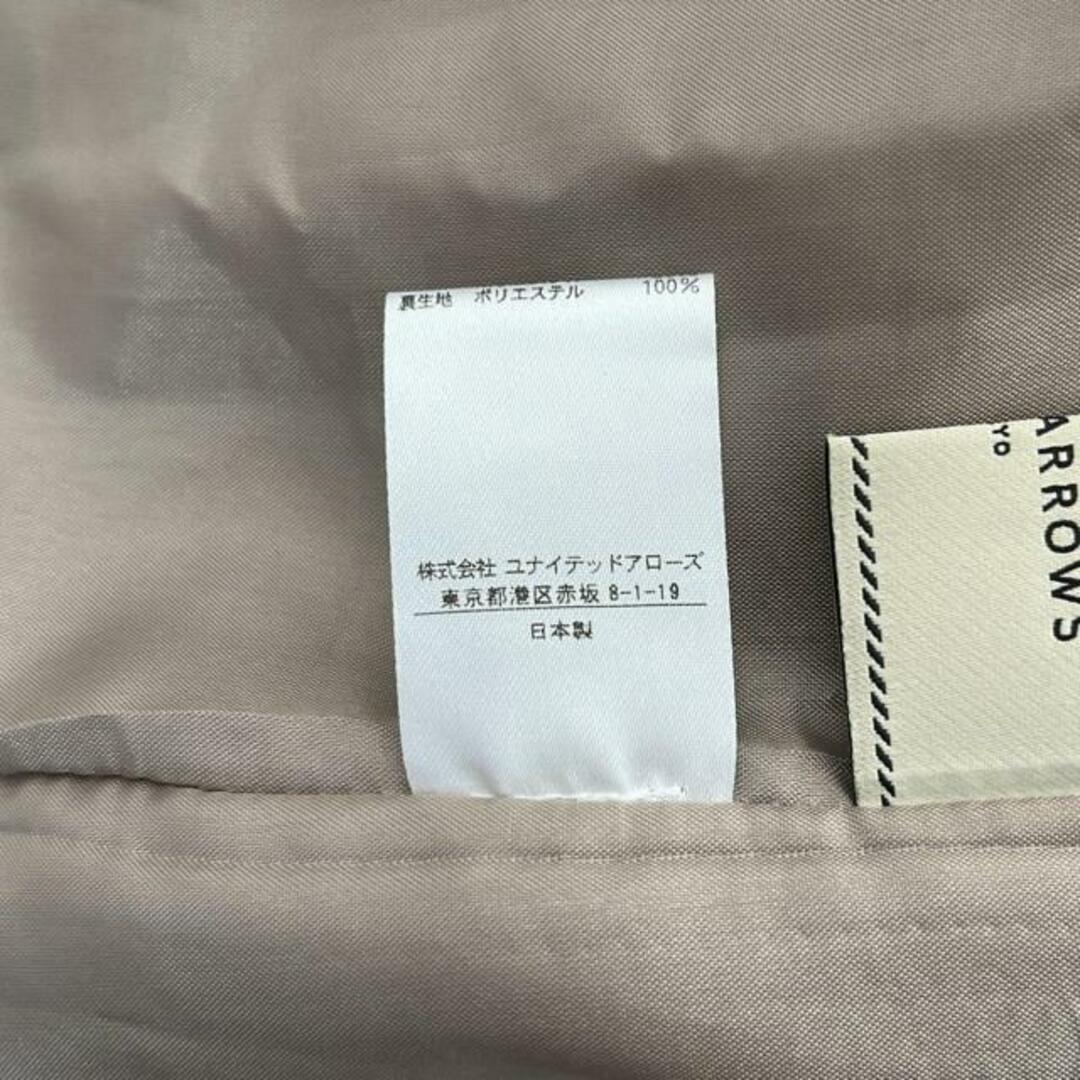 裏生地 ポリエステル 100%
株式会社 ユナイテッドアローズ
東京都港区赤坂 8-1-19
日本製
ARROWS
YO